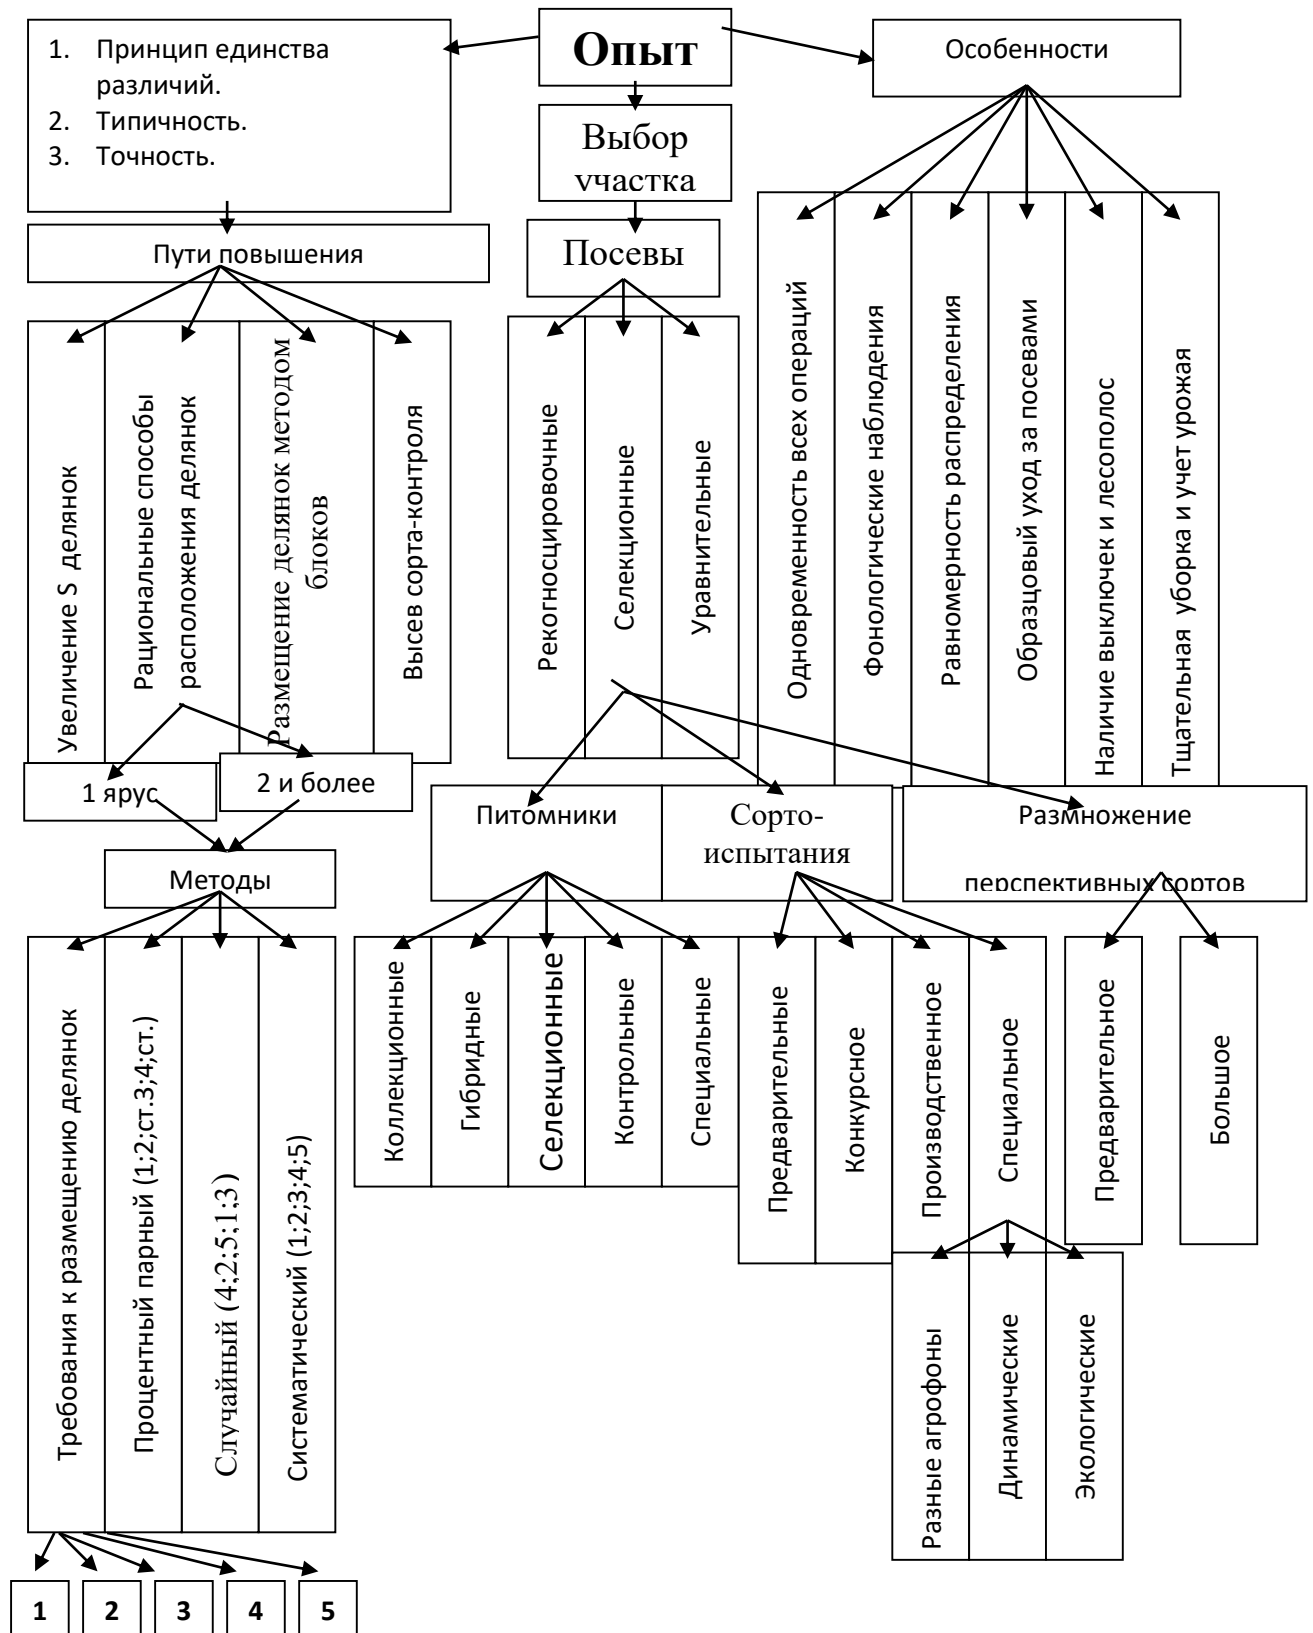 Опыт
1. Принцип единства
различий.
2. Типичность.
3. Точность.
Особенности
Выбор
участка
Пути повышения
Посевы
Увеличение S делянок
Рациональные способы
расположения делянок
Размещение делянок методом
блоков
Высев сорта-контроля
Рекогносцировочные
Селекционные
Уравнительные
Одновременность всех операций
Фонологические наблюдения
Равномерность распределения
Образцовый уход за посевами
Наличие выключек и лесополос
Тщательная уборка и учет урожая
1 ярус
2 и более
Питомники
Сорто-
испытания
Размножение
перспективных сортов
Методы
Требования к размещению делянок
Процентный парный (1;2;ст.3;4;ст.)
Случайный (4;2;5;1;3)
Систематический (1;2;3;4;5)
Коллекционные
Гибридные
Селекционные
Контрольные
Специальные
Предварительные
Конкурсное
Производственное
Специальное
Предварительное
Большое
Разные агрофоны
Динамические
Экологические
1
2
3
4
5